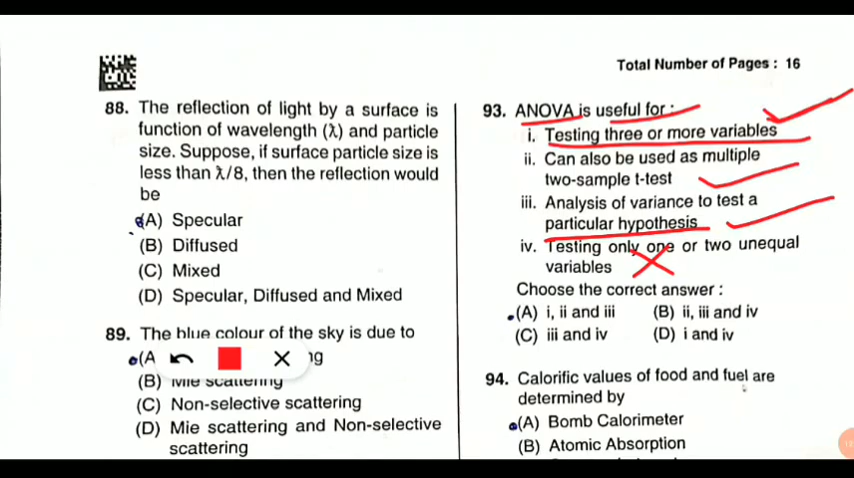 Total Number of Pages : 16
88. The reflection of light by a surface is
function of wavelength (λ) and particle
size. Suppose, if surface particle size is
less than λ/8, then the reflection would
be
(A) Specular
(B) Diffused
(C) Mixed
(D) Specular, Diffused and Mixed
89. The blue colour of the sky is due to
(A
(B) Mie scattering
(C) Non-selective scattering
(D) Mie scattering and Non-selective
scattering
93. ANOVA is useful for :
i. Testing three or more variables
ii. Can also be used as multiple
two-sample t-test
iii. Analysis of variance to test a
particular hypothesis
iv. Testing only one or two unequal
variables
Choose the correct answer :
(A) i, ii and iii (B) ii, iii and iv
(C) iii and iv (D) i and iv
94. Calorific values of food and fuel are
determined by
(A) Bomb Calorimeter
(B) Atomic Absorption